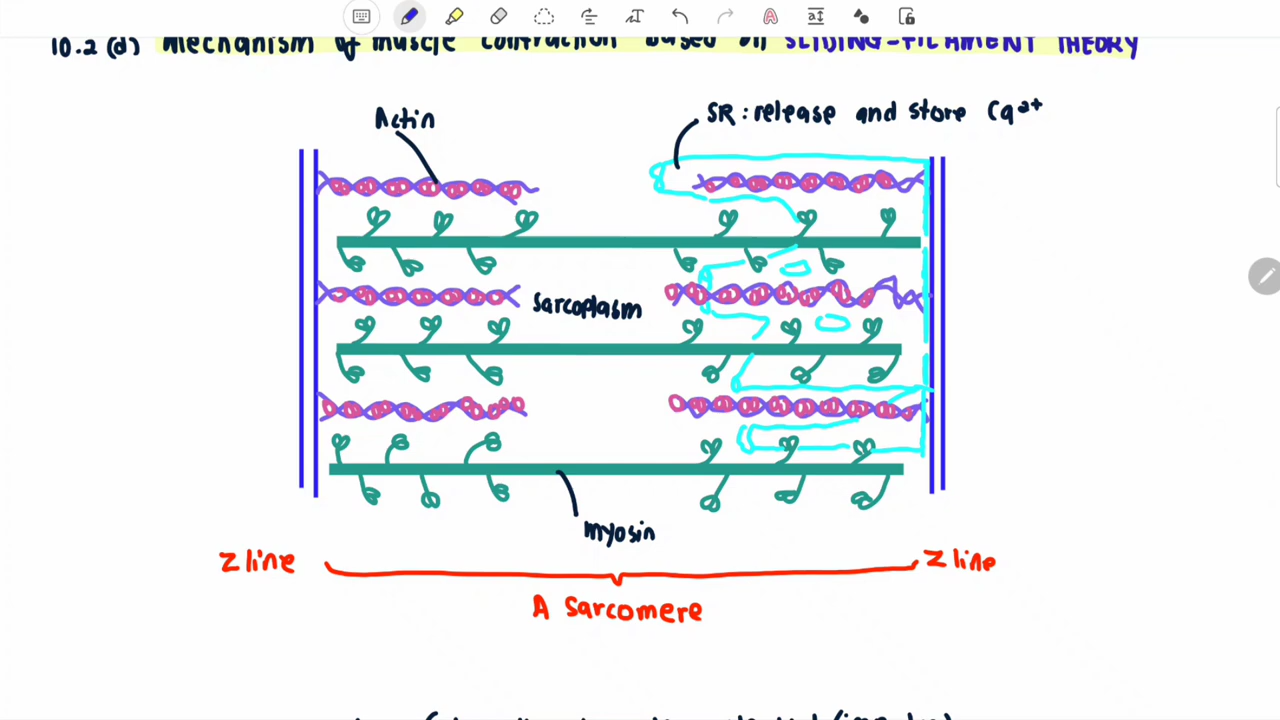 10.2 (d) Mechanism of muscle contraction based on SLIDING-FILAMENT THEORY
Actin
SR: release and store Ca2+
Sarcoplasm
myosin
Z line
Z line
A sarcomere